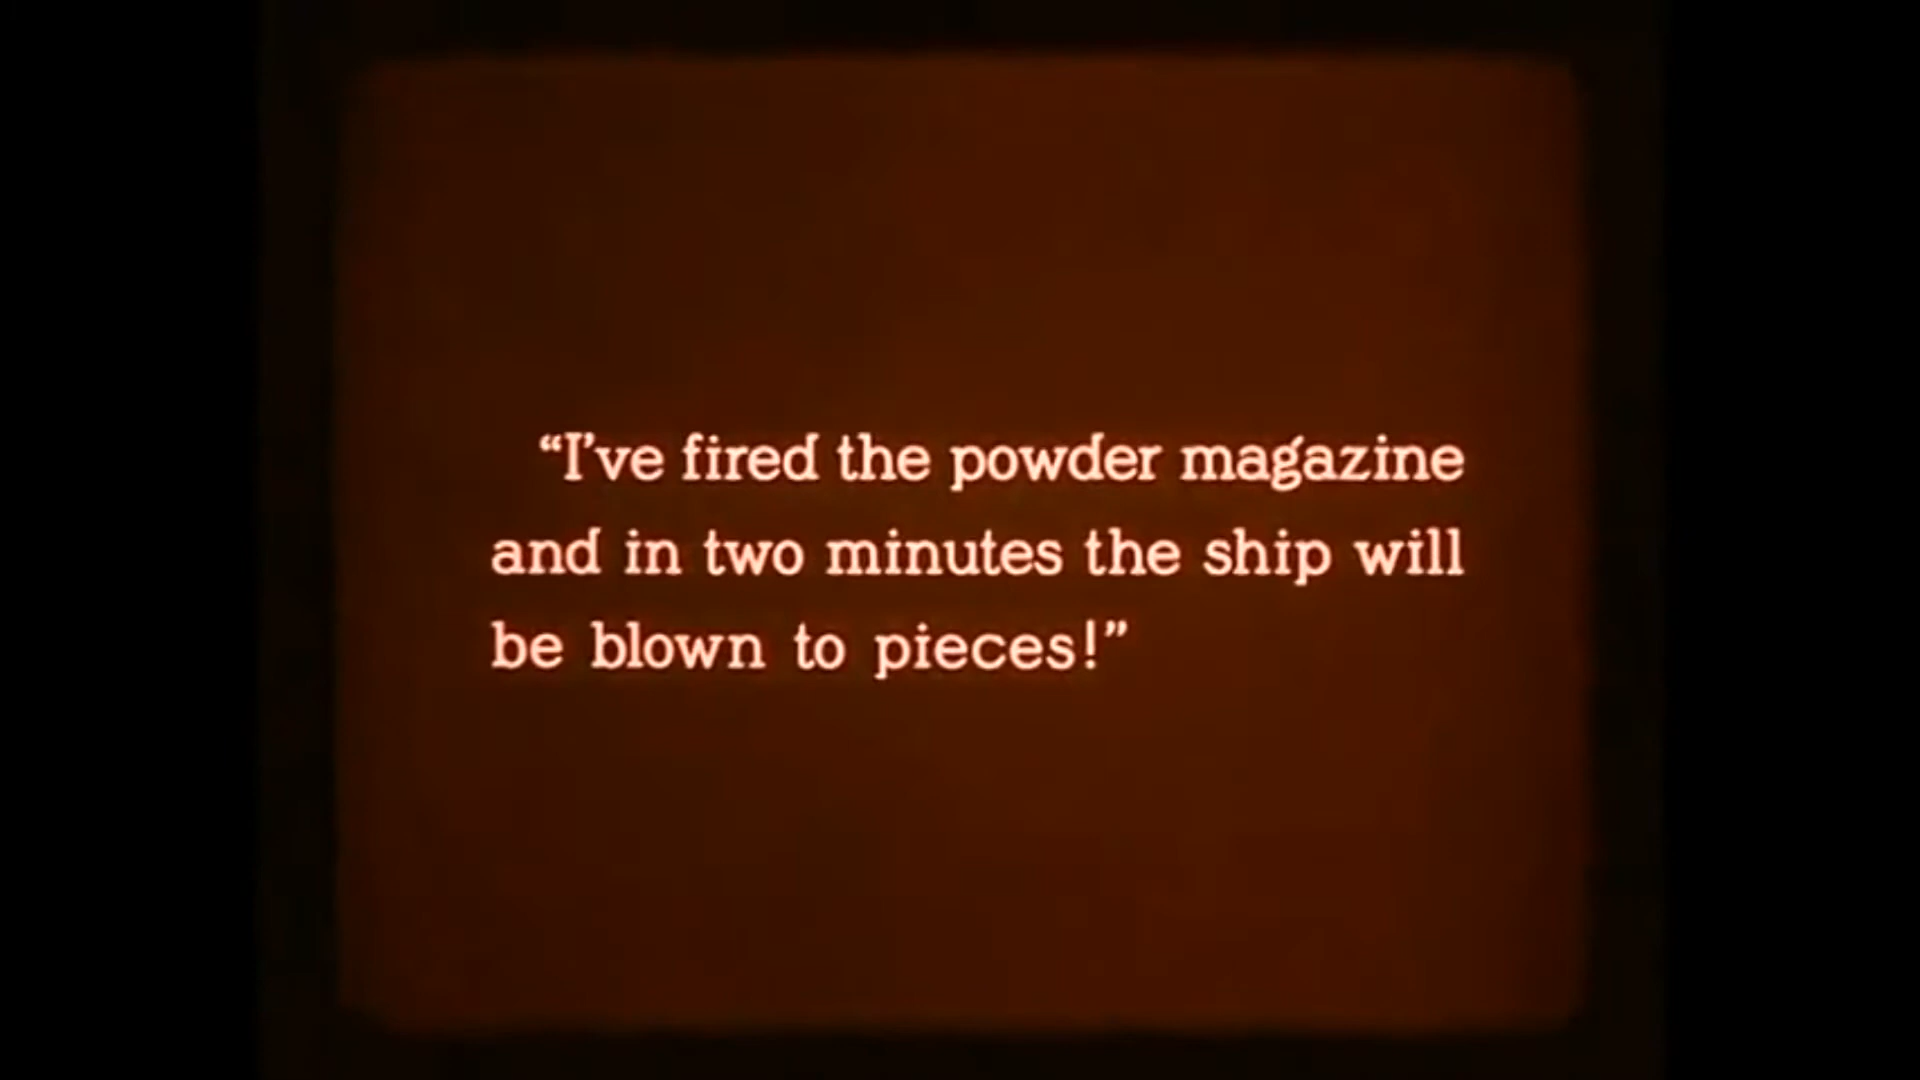 “I’ve fired the powder magazine
and in two minutes the ship will
be blown to pieces!”